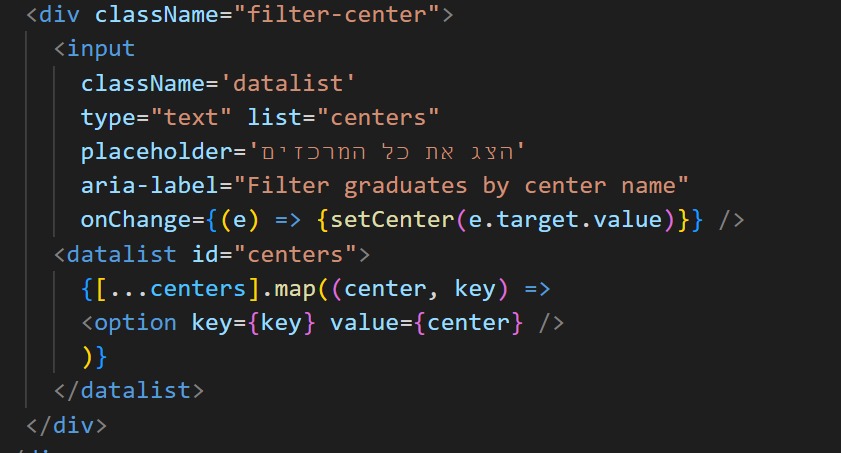 <div className="filter-center">
<input
className='datalist'
type="text" list="centers"
placeholder='הצג את כל המרכזים'
aria-label="Filter graduates by center name"
onChange={(e) => {setCenter(e.target.value)}} />
<datalist id="centers">
{[...centers].map((center, key) =>
<option key={key} value={center} />
)}
</datalist>
</div>